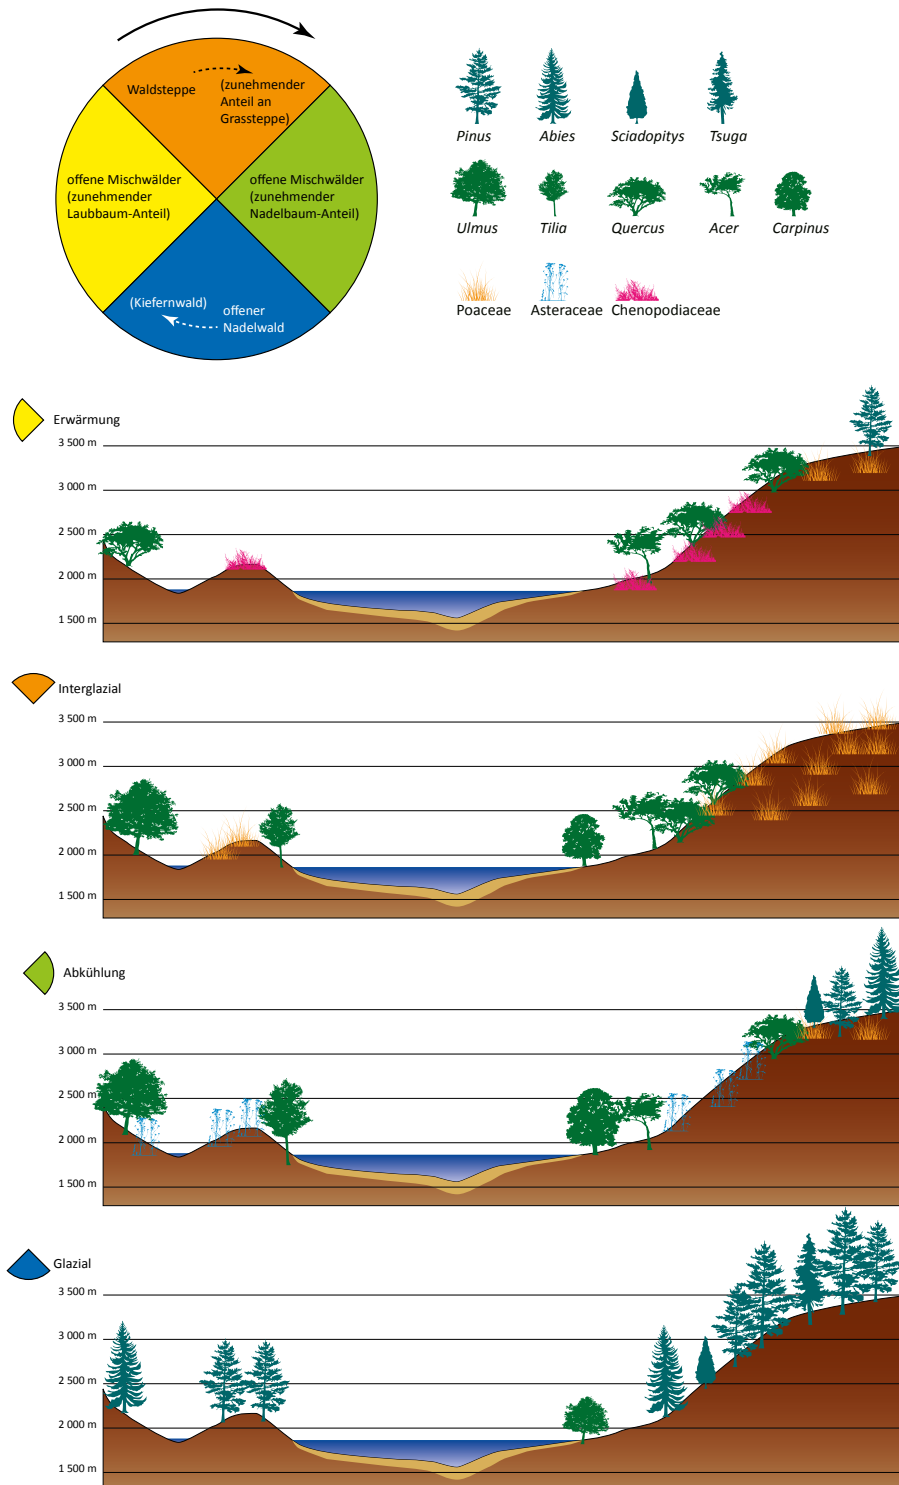 Waldsteppe
(zunehmender
Anteil an
Grassteppe)
offene Mischwälder
(zunehmender
Laubbaum-Anteil)
offene Mischwälder
(zunehmender
Nadelbaum-Anteil)
(Kiefernwald)
offener
Nadelwald
Pinus Abies Sciadopitys Tsuga
Ulmus Tilia Quercus Acer Carpinus
Poaceae Asteraceae Chenopodiaceae
Erwärmung
3 500 m
3 000 m
2 500 m
2 000 m
1 500 m
Interglazial
3 500 m
3 000 m
2 500 m
2 000 m
1 500 m
Abkühlung
3 500 m
3 000 m
2 500 m
2 000 m
1 500 m
Glazial
3 500 m
3 000 m
2 500 m
2 000 m
1 500 m